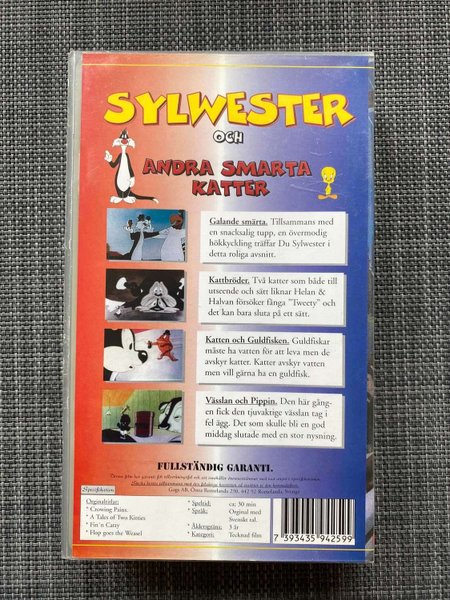 SYLWESTER
OCH
ANDRA SMARTA
KATTER
Galande smärta. Tillsammans med
en snacksalig tupp, en övermodig
hökkyckling träffar Du Sylwester i
detta roliga avsnitt.
Kattbröder. Två katter som både till
utseende och sätt liknar Helan &
Halvan försöker fånga "Tweety" och
det kan bara sluta på ett sätt.
Katten och Guldfisken. Guldfiskar
måste ha vatten för att leva men de
avskyr katter. Katter avskyr vatten
men vill gärna ha en guldfisk.
Vässlan och Pippin. Den här gång-
en fick den tjuvaktige vässlan tag i
fel ägg. Det som skulle bli en god
middag slutade med en stor nysning.
FULLSTÄNDIG GARANTI.
Specifikation
Orginaltitlar:
* Crowing Pains.
* A Tales of Two Kitties
* Fin´n Catty
* Flop goes the Weasel
* Speltid: ca: 30 min
* Språk: Orginal med
Svenskt tal.
* Åldersgräns: 3 år
* Kategori: Tecknad film
7 393435 942599